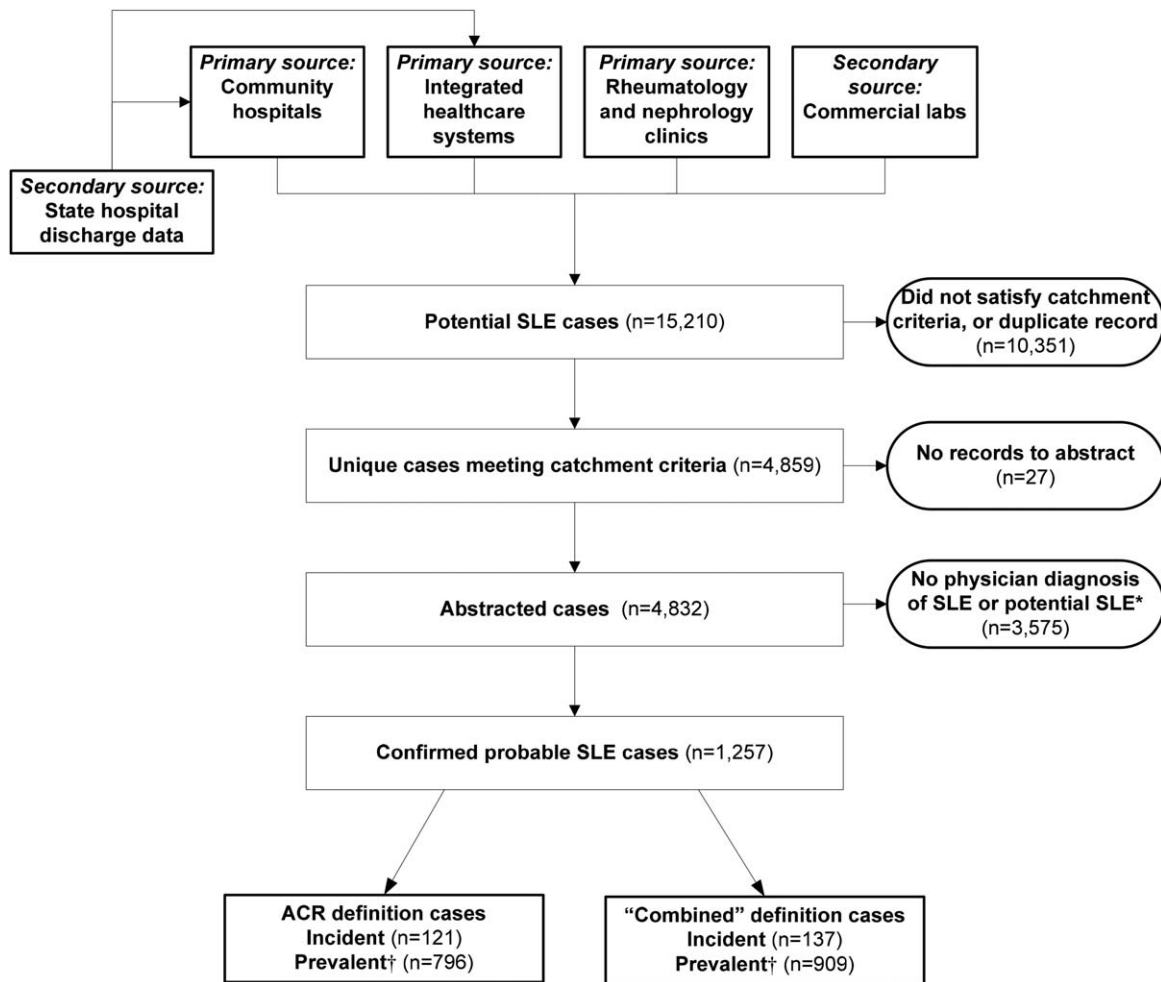 Primary source:
Community
hospitals
Primary source:
Integrated
healthcare
systems
Primary source:
Rheumatology
and nephrology
clinics
Secondary
source:
Commercial labs
Secondary source:
State hospital
discharge data
Potential SLE cases (n=15,210)
Did not satisfy catchment
criteria, or duplicate record
(n=10,351)
Unique cases meeting catchment criteria (n=4,859)
No records to abstract
(n=27)
Abstracted cases (n=4,832)
No physician diagnosis
of SLE or potential SLE*
(n=3,575)
Confirmed probable SLE cases (n=1,257)
ACR definition cases
Incident (n=121)
Prevalent† (n=796)
“Combined” definition cases
Incident (n=137)
Prevalent† (n=909)